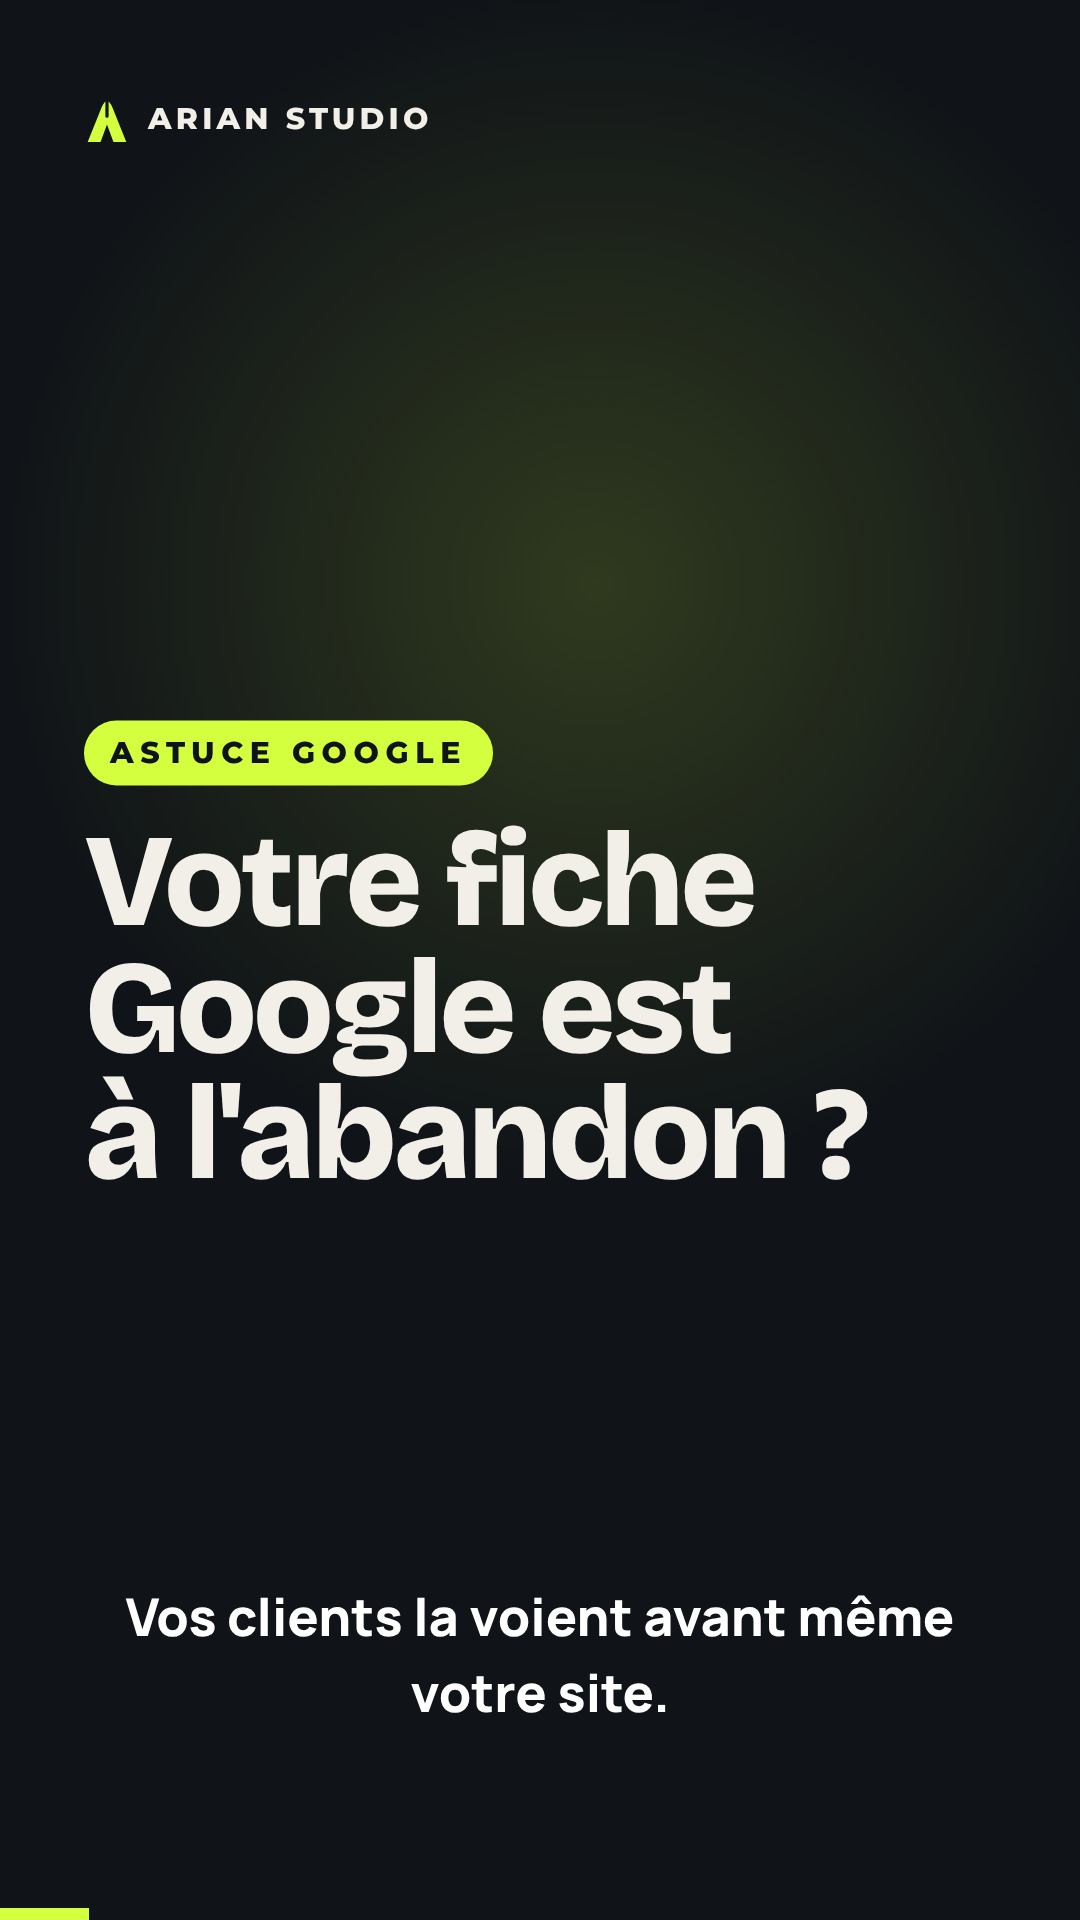 ARIAN STUDIO
ASTUCE GOOGLE
Votre fiche
Google est
à l'abandon ?
Vos clients la voient avant même
votre site.